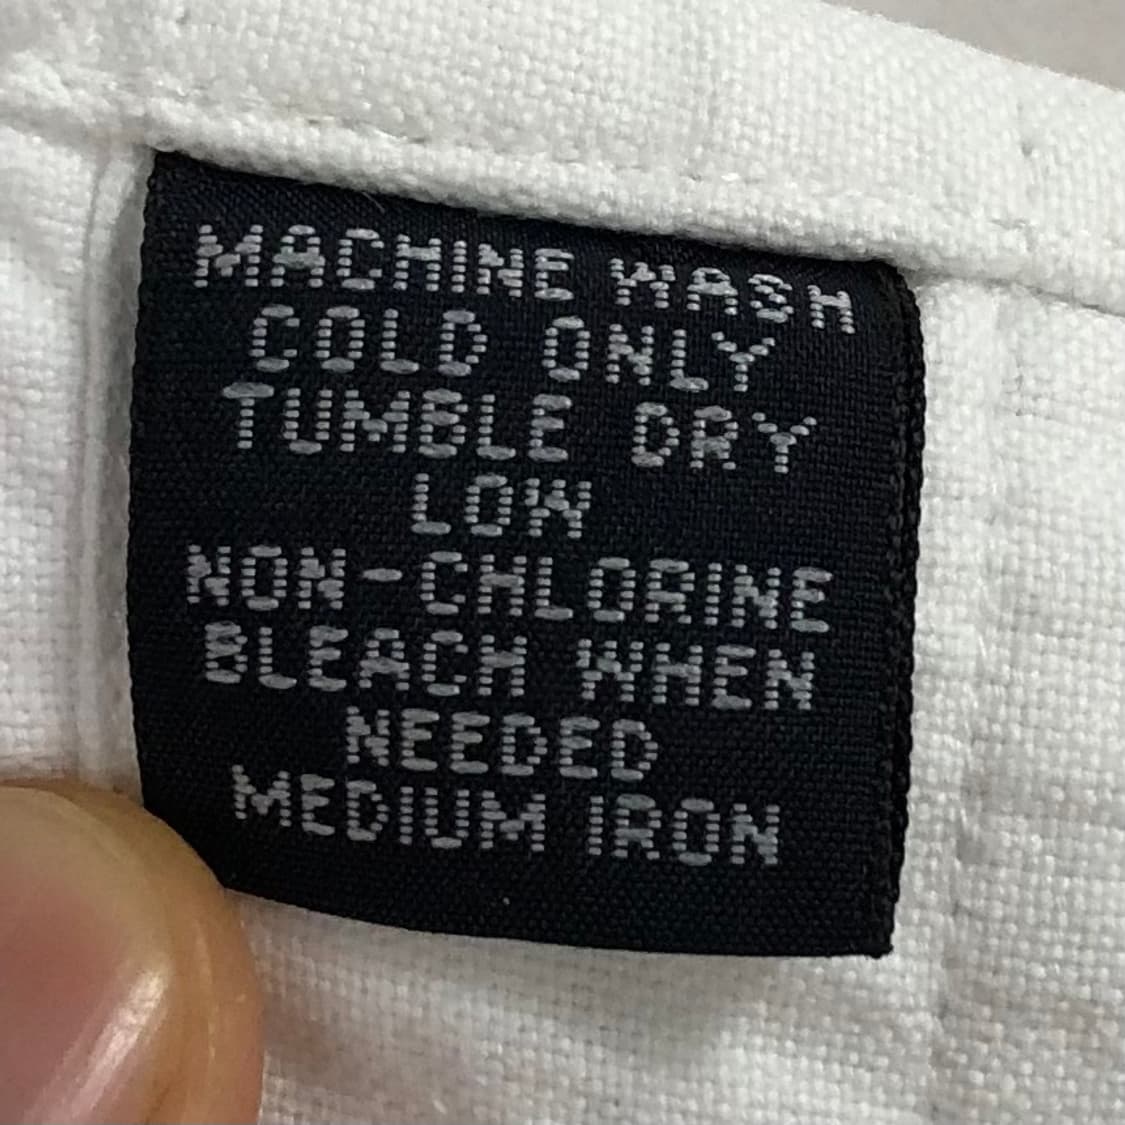 MACHINE WASH
COLD ONLY
TUMBLE DRY
LOW
NON-CHLORINE
BLEACH WHEN
NEEDED
MEDIUM IRON